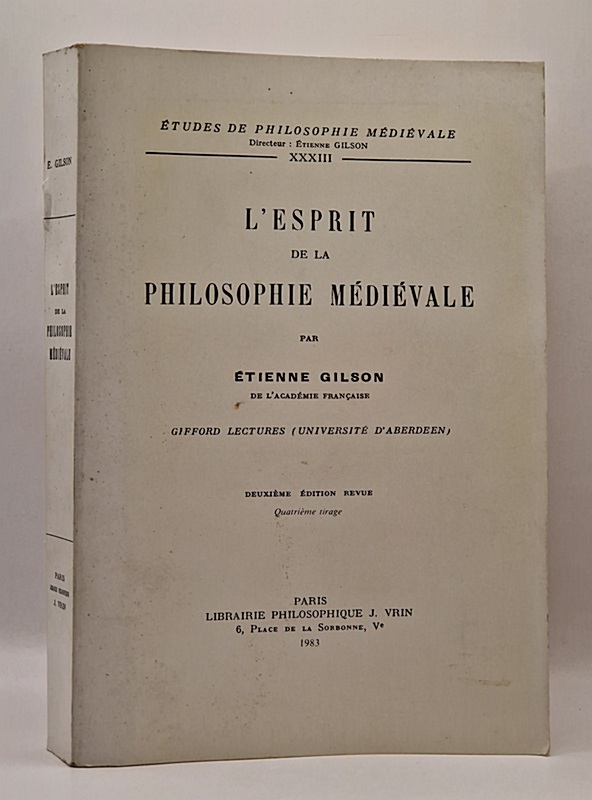 ÉTUDES DE PHILOSOPHIE MÉDIÉVALE
Directeur : ÉTIENNE GILSON
XXXIII
L'ESPRIT
DE LA
PHILOSOPHIE MÉDIÉVALE
PAR
ÉTIENNE GILSON
DE L'ACADÉMIE FRANÇAISE
GIFFORD LECTURES (UNIVERSITÉ D'ABERDEEN)
DEUXIÈME ÉDITION REVUE
Quatrième tirage
PARIS
LIBRAIRIE PHILOSOPHIQUE J. VRIN
6, PLACE DE LA SORBONNE, Ve
1983
E. GILSON
L'ESPRIT
DE LA
PHILOSOPHIE
MÉDIÉVALE
PARIS
J. VRIN